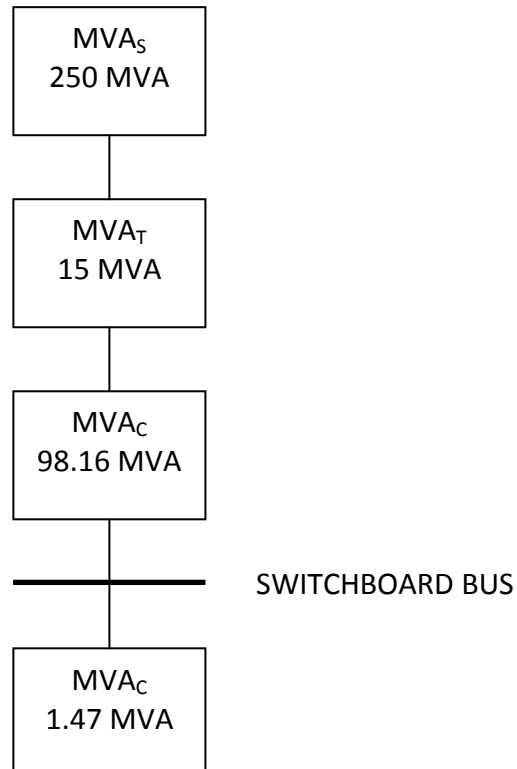 MVAS
250 MVA
MVAT
15 MVA
MVAC
98.16 MVA
SWITCHBOARD BUS
MVAC
1.47 MVA